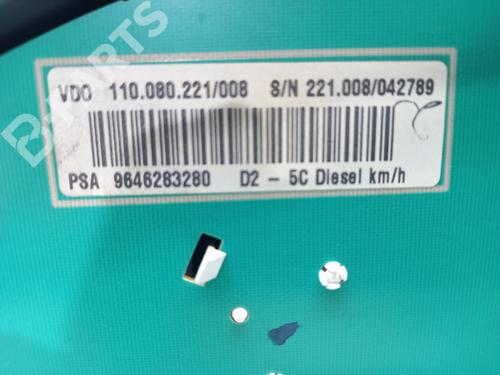 VDO 110.080.221/008 S/N 221.008/042789
PSA 9646283280 D2 - 5C Diesel km/h